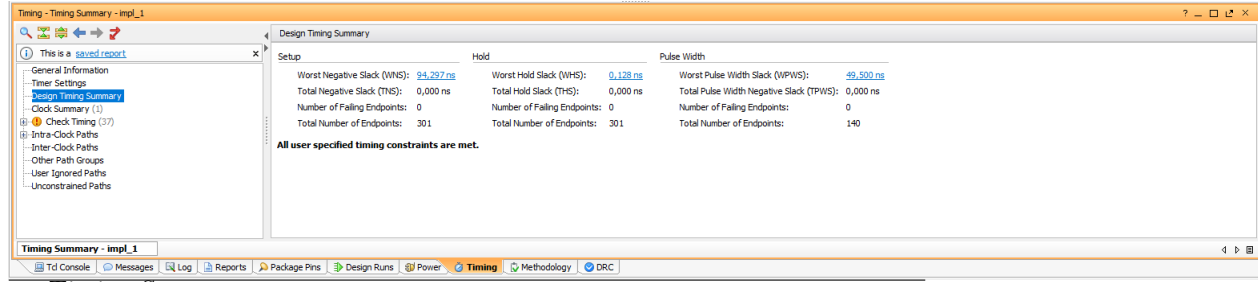 Timing - Timing Summary - impl_1
This is a saved report
General Information
Timer Settings
Design Timing Summary
Clock Summary (1)
Check Timing (37)
Intra-Clock Paths
Inter-Clock Paths
Other Path Groups
User Ignored Paths
Unconstrained Paths
Design Timing Summary
Setup Hold Pulse Width
Worst Negative Slack (WNS): 94,297 ns Worst Hold Slack (WHS): 0,128 ns Worst Pulse Width Slack (WPWS): 49,500 ns
Total Negative Slack (TNS): 0,000 ns Total Hold Slack (THS): 0,000 ns Total Pulse Width Negative Slack (TPWS): 0,000 ns
Number of Failing Endpoints: 0 Number of Failing Endpoints: 0 Number of Failing Endpoints: 0
Total Number of Endpoints: 301 Total Number of Endpoints: 301 Total Number of Endpoints: 140
All user specified timing constraints are met.
Timing Summary - impl_1
Tcl Console Messages Log Reports Package Pins Design Runs Power Timing Methodology DRC